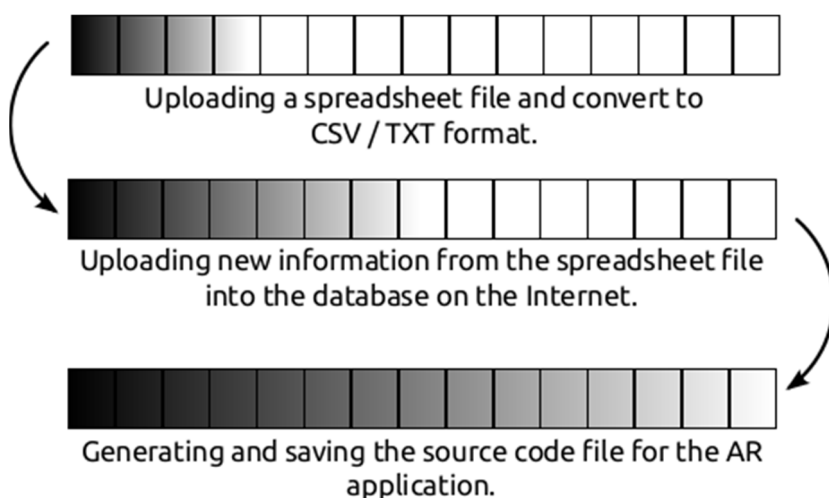 Uploading a spreadsheet file and convert to
CSV / TXT format.
Uploading new information from the spreadsheet file
into the database on the Internet.
Generating and saving the source code file for the AR
application.